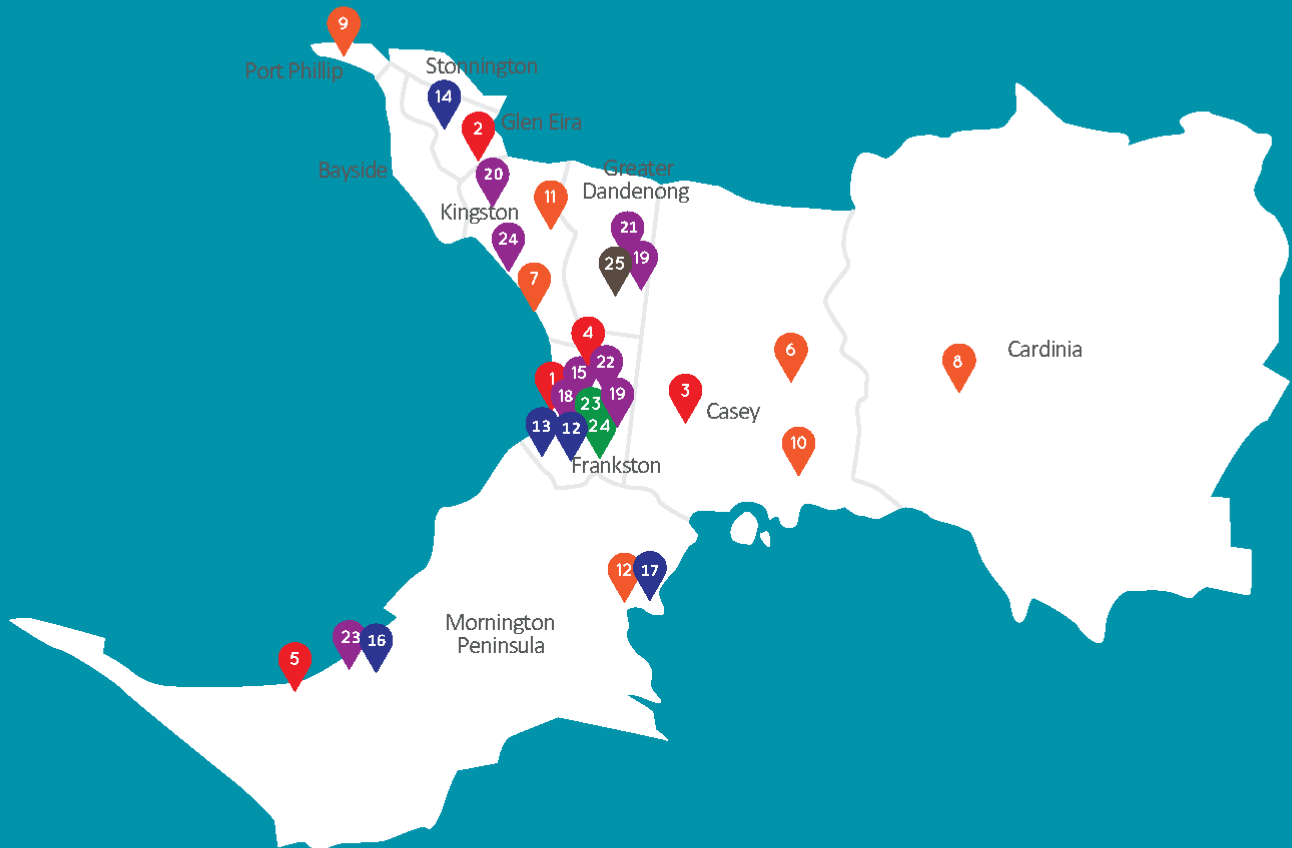 9
Port Phillip
Stonnington
14
2
Glen Eira
Bayside
20
Greater
Dandenong
11
Kingston
24
21
25
19
7
4
1
15
22
18
23
19
13
12
24
Frankston
3
Casey
6
10
8
Cardinia
12
17
Mornington
Peninsula
5
23
16